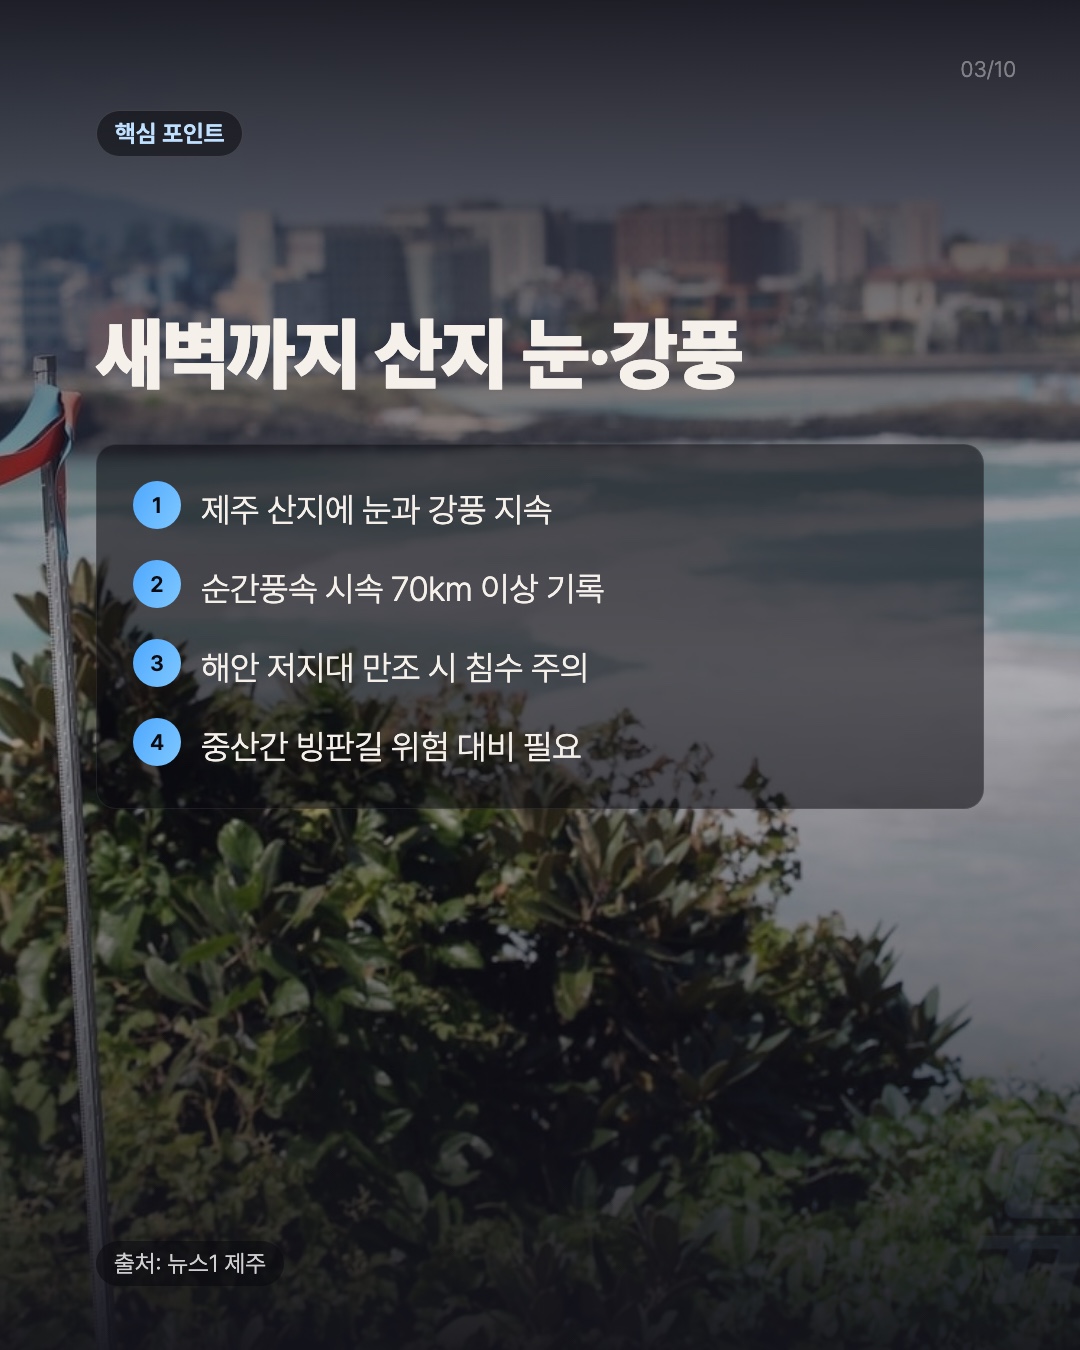 03/10
핵심 포인트
새벽까지 산지 눈·강풍
1 제주 산지에 눈과 강풍 지속
2 순간풍속 시속 70km 이상 기록
3 해안 저지대 만조 시 침수 주의
4 중산간 빙판길 위험 대비 필요
출처: 뉴스1 제주